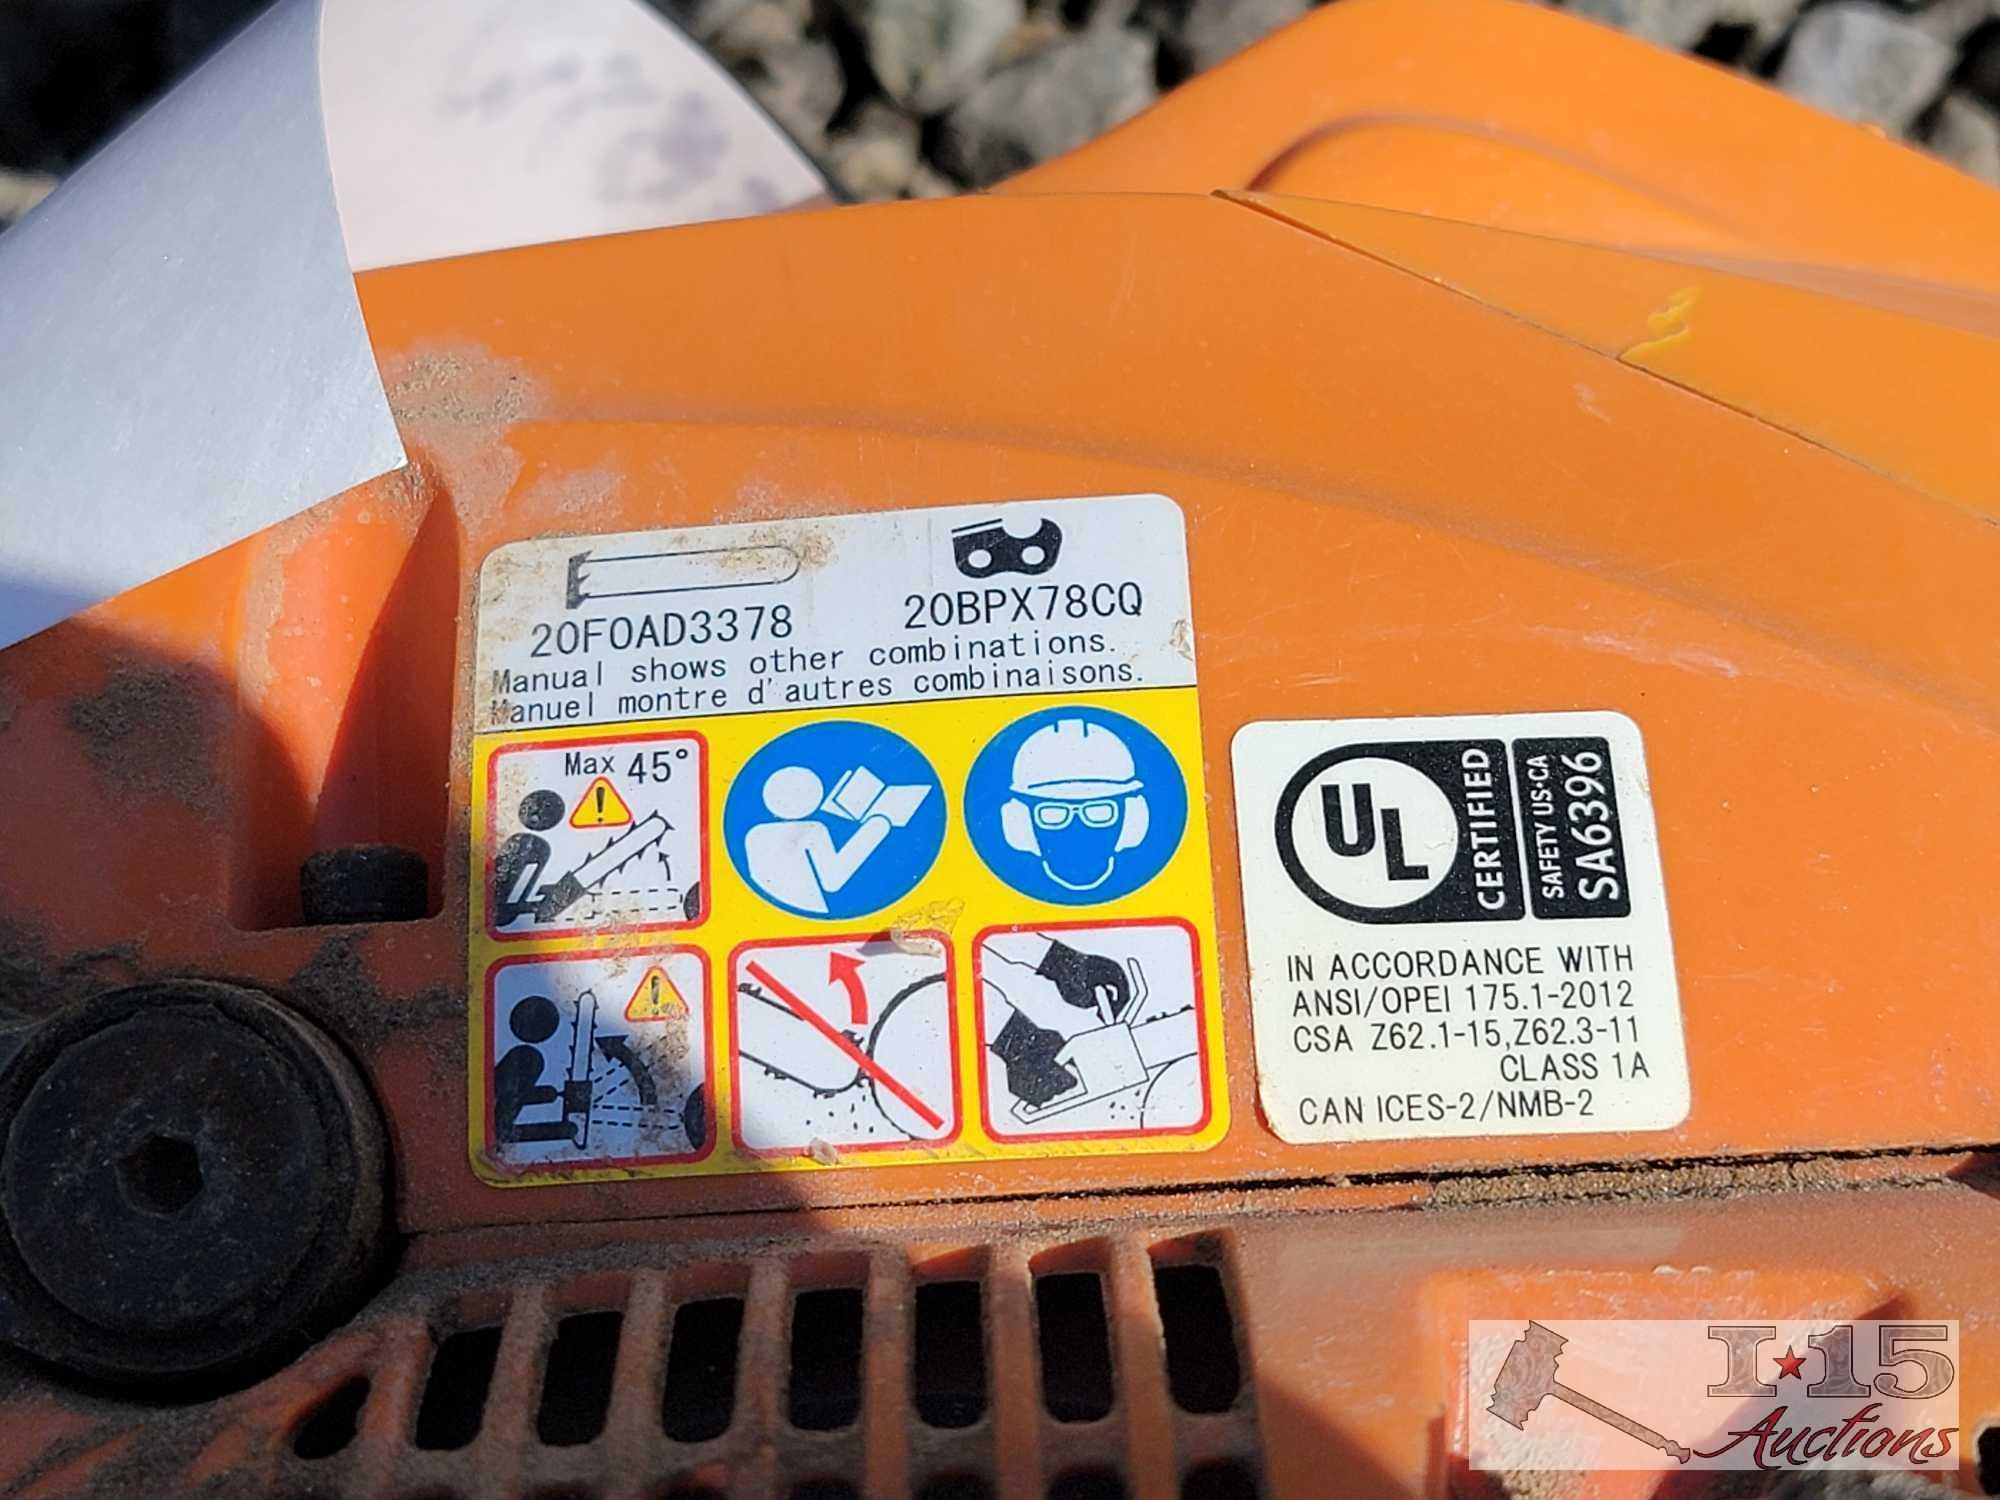 20F0AD3378
20BPX78CQ
Manual shows other combinations.
Manuel montre d'autres combinaisons.
Max 45°
UL
CERTIFIED
SAFETY US·CA
SA6396
IN ACCORDANCE WITH
ANSI/OPEI 175.1-2012
CSA Z62.1-15,Z62.3-11
CLASS 1A
CAN ICES-2/NMB-2
I★15
Auctions